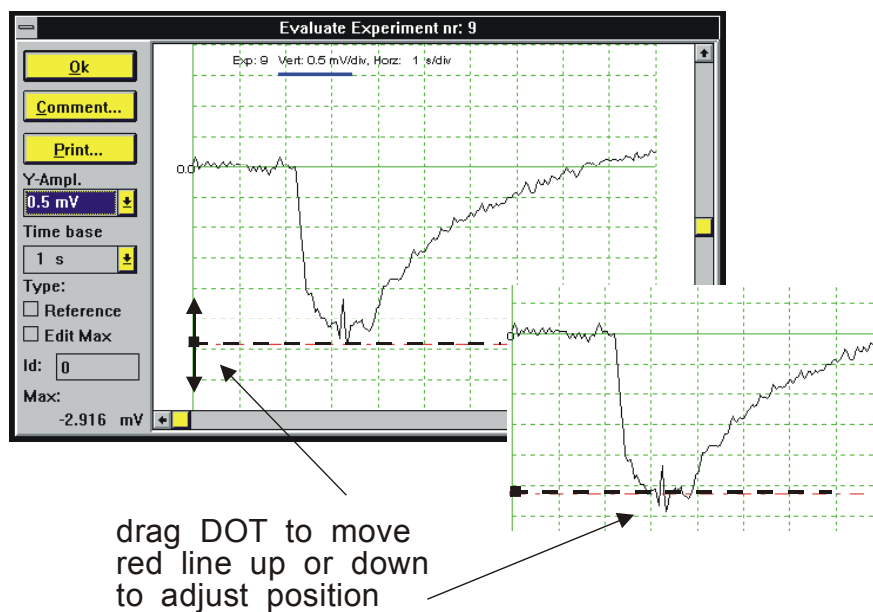 Evaluate Experiment nr: 9
Exp: 9 Vert: 0.5 mV/div, Horz: 1 s/div
Ok
Comment...
Print...
Y-Ampl.
0.5 mV
Time base
1 s
Type:
Reference
Edit Max
Id: 0
Max:
-2.916 mV
0.0
0
drag DOT to move
red line up or down
to adjust position